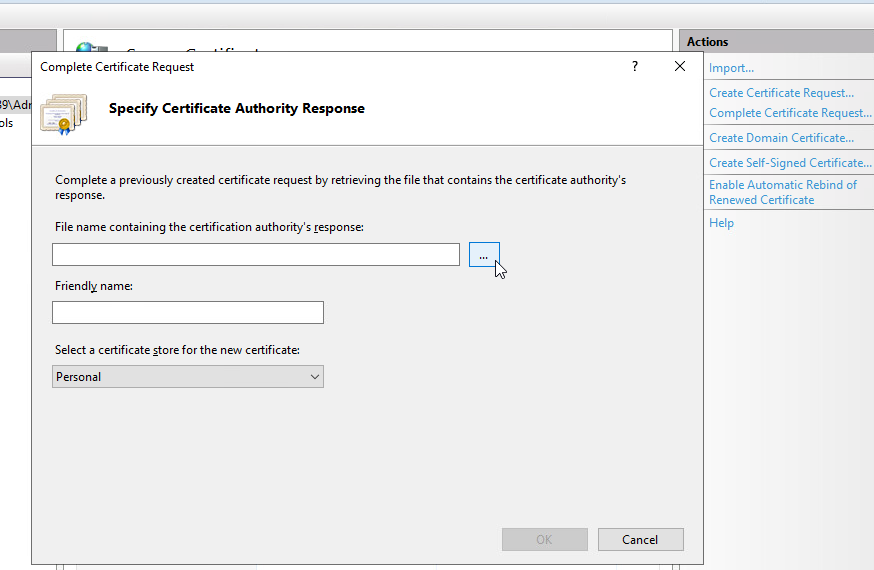 Actions
Complete Certificate Request
?
Import...
Specify Certificate Authority Response
Create Certificate Request...
Complete Certificate Request...
Create Domain Certificate...
Create Self-Signed Certificate...
Enable Automatic Rebind of
Renewed Certificate
Help
Complete a previously created certificate request by retrieving the file that contains the certificate authority's
response.
File name containing the certification authority's response:
...
Friendly name:
Select a certificate store for the new certificate:
Personal
OK
Cancel